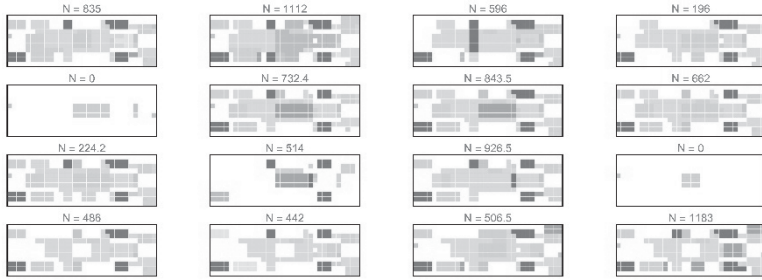 N = 835
N = 1112
N = 596
N = 196
N = 0
N = 732.4
N = 843.5
N = 662
N = 224.2
N = 514
N = 926.5
N = 0
N = 486
N = 442
N = 506.5
N = 1183